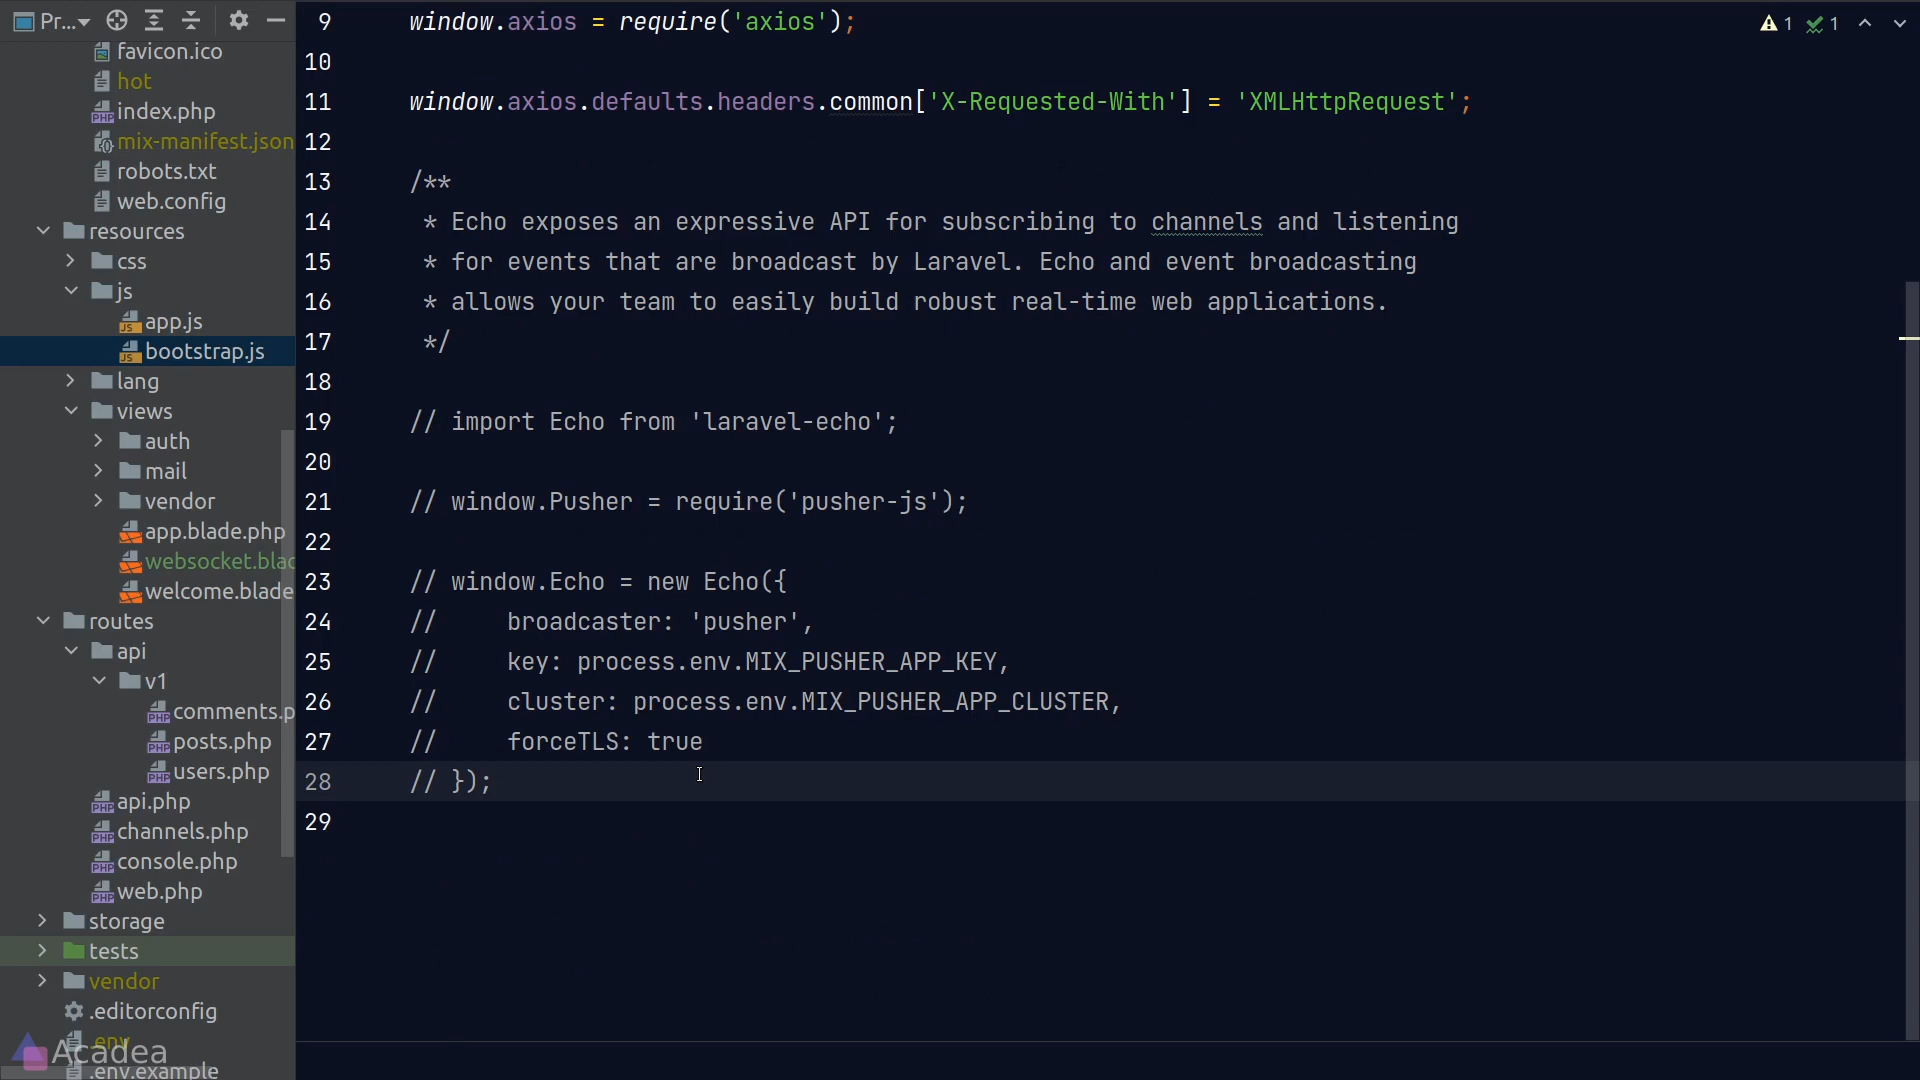 Pr...
favicon.ico
hot
index.php
mix-manifest.json
robots.txt
web.config
resources
css
js
app.js
bootstrap.js
lang
views
auth
mail
vendor
app.blade.php
websocket.blad
welcome.blade
routes
api
v1
comments.p
posts.php
users.php
api.php
channels.php
console.php
web.php
storage
tests
vendor
.editorconfig
.env
.env.example
Acadea
1 1
9 window.axios = require('axios');
10
11 window.axios.defaults.headers.common['X-Requested-With'] = 'XMLHttpRequest';
12
13 /**
14 * Echo exposes an expressive API for subscribing to channels and listening
15 * for events that are broadcast by Laravel. Echo and event broadcasting
16 * allows your team to easily build robust real-time web applications.
17 */
18
19 // import Echo from 'laravel-echo';
20
21 // window.Pusher = require('pusher-js');
22
23 // window.Echo = new Echo({
24 //     broadcaster: 'pusher',
25 //     key: process.env.MIX_PUSHER_APP_KEY,
26 //     cluster: process.env.MIX_PUSHER_APP_CLUSTER,
27 //     forceTLS: true
28 // });
29